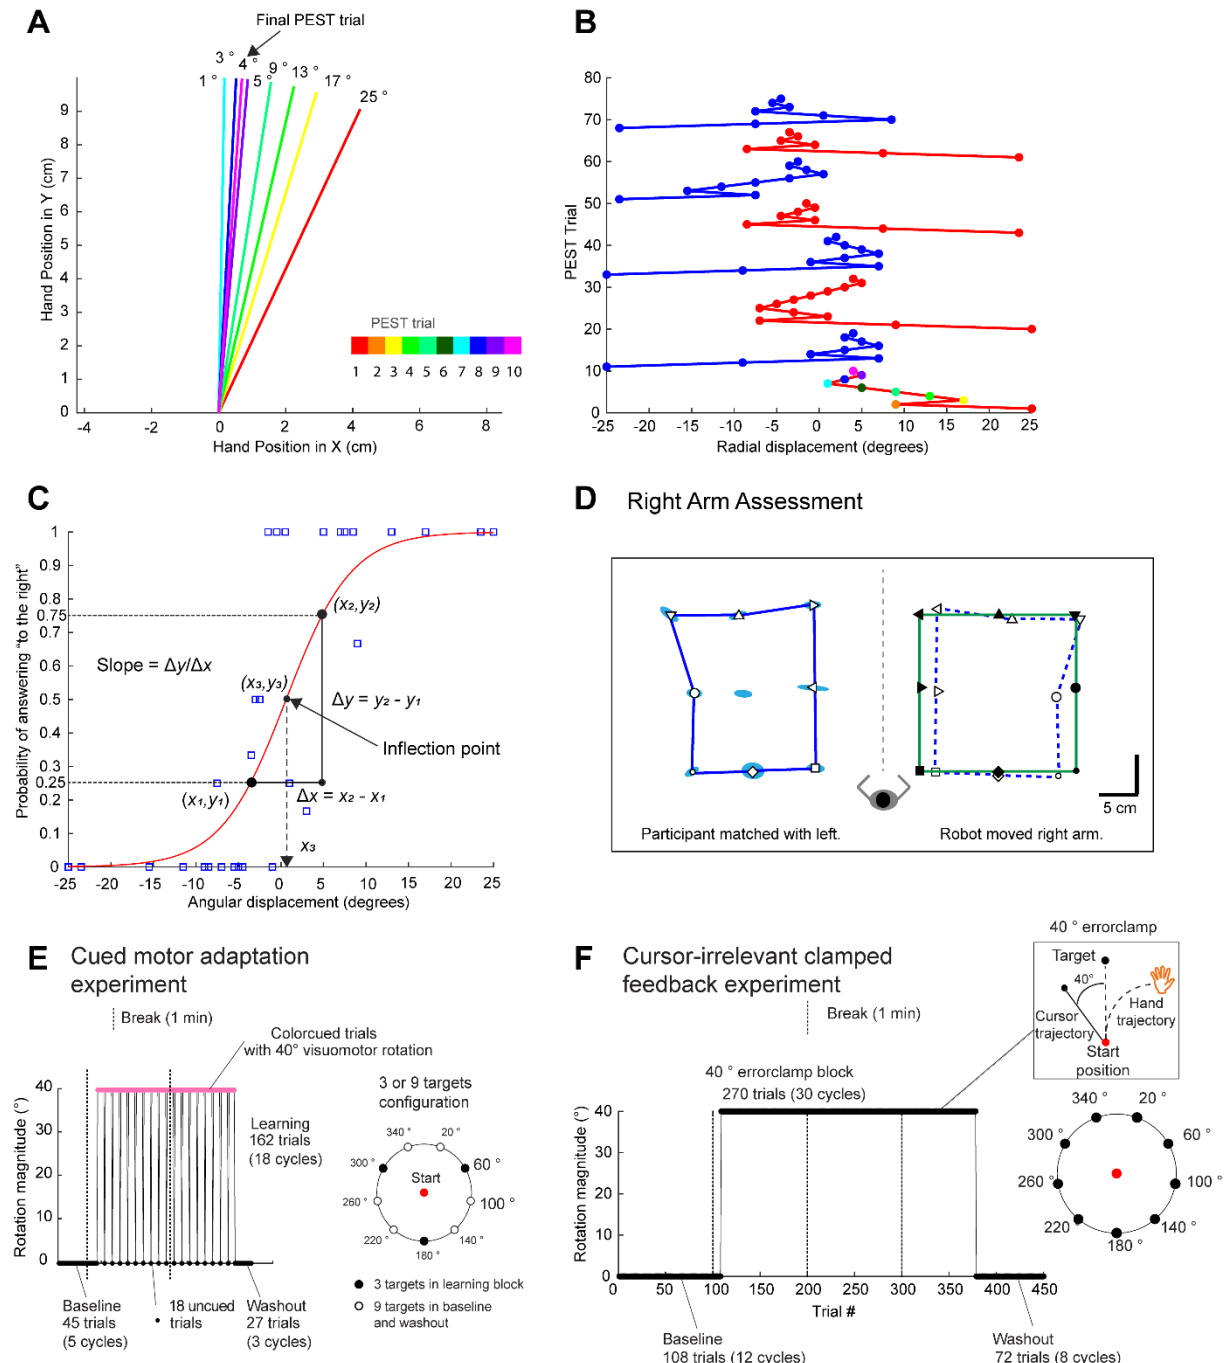 A
Final PEST trial
3 °
4 °
1 °
5 °
9 °
13 °
17 °
25 °
9
8
7
6
5
4
3
2
1
0
Hand Position in Y (cm)
PEST trial
1 2 3 4 5 6 7 8 9 10
-4 -2 0 2 4 6 8
Hand Position in X (cm)
B
80
70
60
50
40
30
20
10
0
PEST Trial
-25 -20 -15 -10 -5 0 5 10 15 20 25
Radial displacement (degrees)
C
1
0.9
0.8
0.75
0.7
0.6
0.5
0.4
0.3
0.25
0.2
0.1
0
Probability of answering “to the right”
(x₂,y₂)
Slope = Δy/Δx
(x₃,y₃)
Δy = y₂ - y₁
Inflection point
(x₁,y₁)
Δx = x₂ - x₁
x₃
-25 -20 -15 -10 -5 0 5 10 15 20 25
Angular displacement (degrees)
D
Right Arm Assessment
5 cm
Participant matched with left.
Robot moved right arm.
E
Cued motor adaptation
experiment
Break (1 min)
Colorcued trials
with 40° visuomotor rotation
40
30
20
10
0
Rotation magnitude (°)
Learning
162 trials
(18 cycles)
3 or 9 targets
configuration
340 °
20 °
300 °
60 °
Start
260 °
100 °
220 °
140 °
180 °
3 targets in learning block
9 targets in baseline
and washout
Baseline
45 trials
(5 cycles)
18 uncued
trials
Washout
27 trials
(3 cycles)
F
Cursor-irrelevant clamped
feedback experiment
Break (1 min)
40 ° errorclamp
Target
40°
Cursor
trajectory
Hand
trajectory
Start
position
40 ° errorclamp block
270 trials (30 cycles)
40
30
20
10
0
Rotation magnitude (°)
0 50 100 150 200 250 300 350 400 450
Trial #
Baseline
108 trials (12 cycles)
Washout
72 trials (8 cycles)
340 °
20 °
300 °
60 °
260 °
100 °
220 °
140 °
180 °